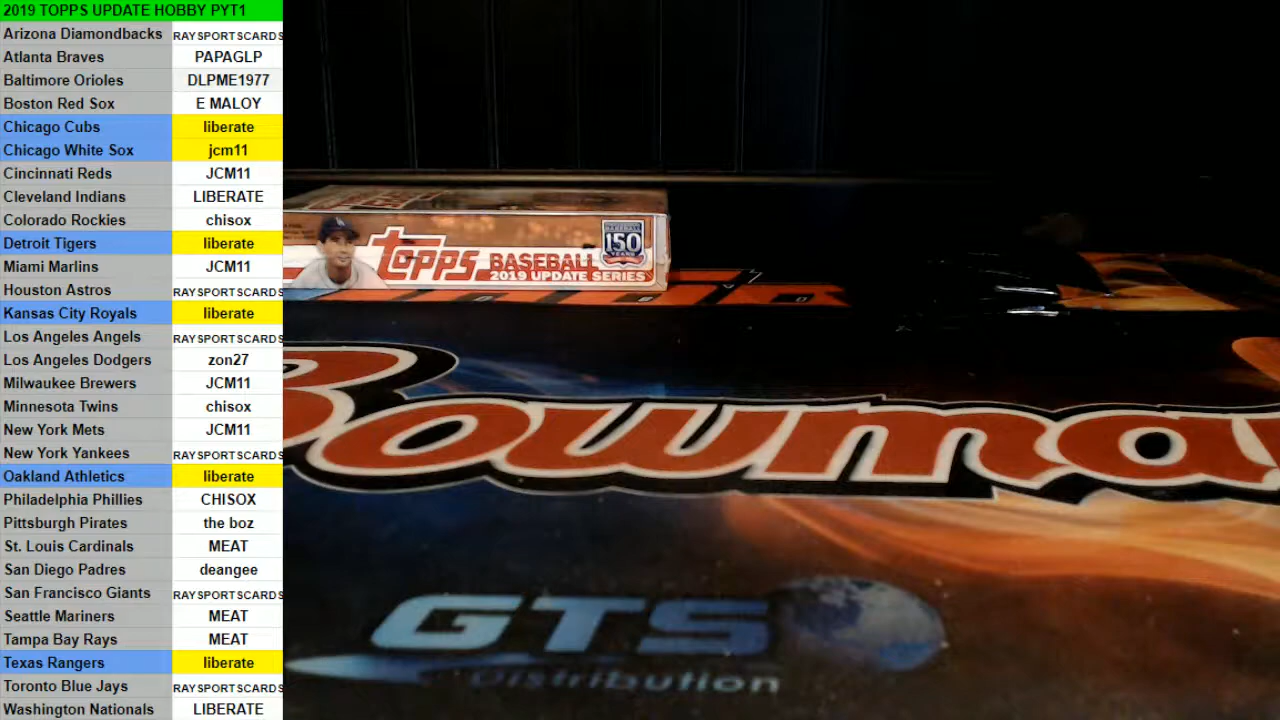 2019 TOPPS UPDATE HOBBY PYT1
Arizona Diamondbacks RAYSPORTSCARDS
Atlanta Braves PAPAGLP
Baltimore Orioles DLPME1977
Boston Red Sox E MALOY
Chicago Cubs liberate
Chicago White Sox jcm11
Cincinnati Reds JCM11
Cleveland Indians LIBERATE
Colorado Rockies chisox
Detroit Tigers liberate
Miami Marlins JCM11
Houston Astros RAYSPORTSCARDS
Kansas City Royals liberate
Los Angeles Angels RAYSPORTSCARDS
Los Angeles Dodgers zon27
Milwaukee Brewers JCM11
Minnesota Twins chisox
New York Mets JCM11
New York Yankees RAYSPORTSCARDS
Oakland Athletics liberate
Philadelphia Phillies CHISOX
Pittsburgh Pirates the boz
St. Louis Cardinals MEAT
San Diego Padres deangee
San Francisco Giants RAYSPORTSCARDS
Seattle Mariners MEAT
Tampa Bay Rays MEAT
Texas Rangers liberate
Toronto Blue Jays RAYSPORTSCARDS
Washington Nationals LIBERATE
topps BASEBALL
2019 UPDATE SERIES
150
YEARS
Bowma
GTS
Distribution